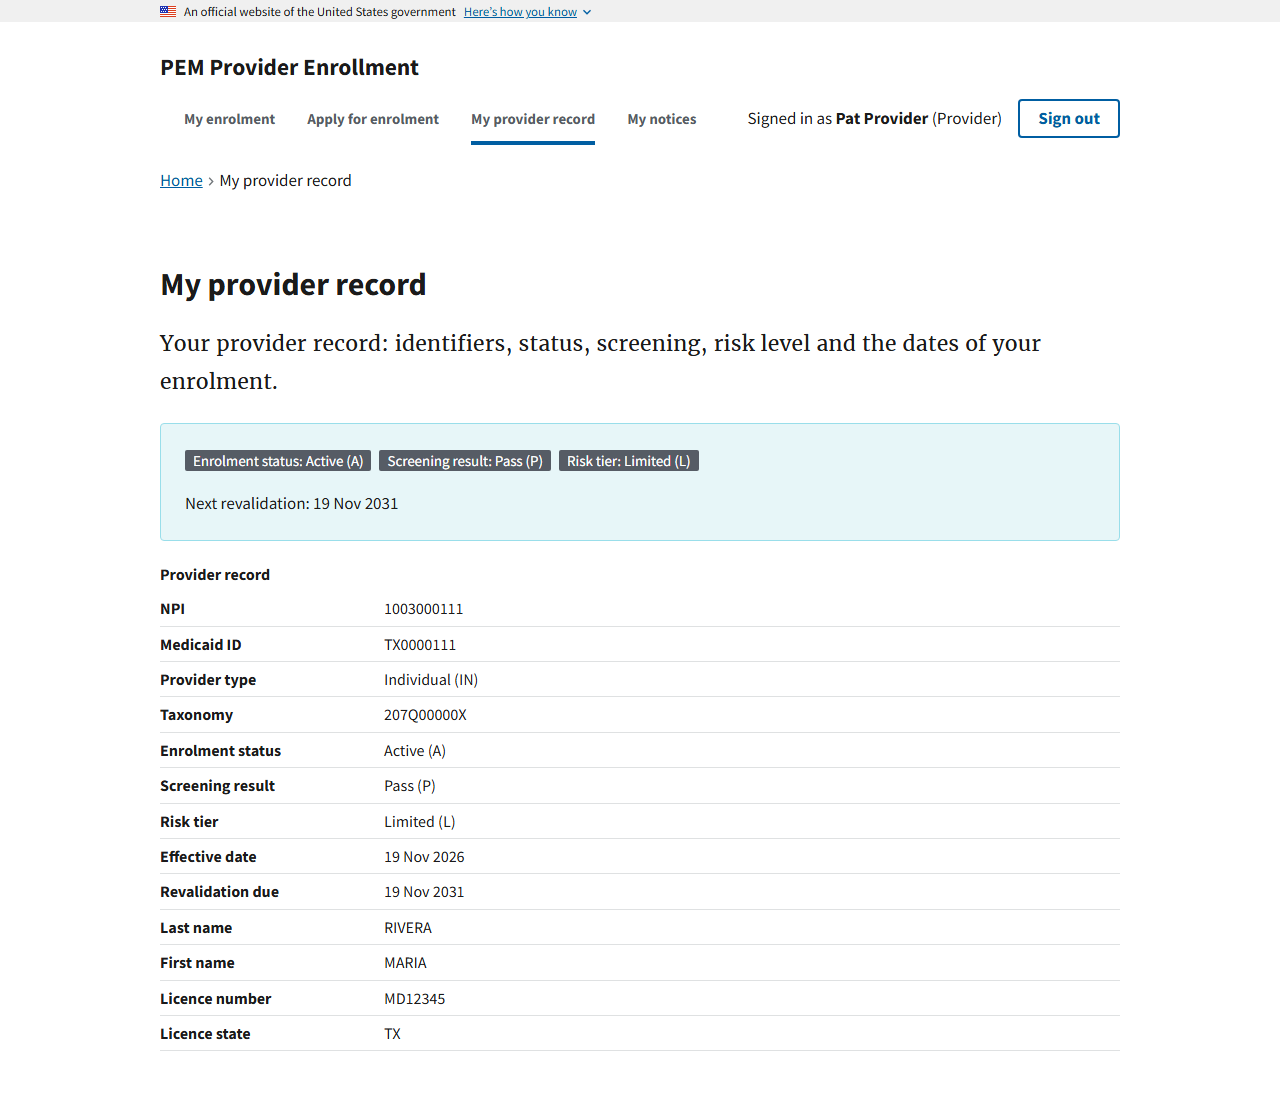 An official website of the United States government Here's how you know
PEM Provider Enrollment
My enrolment Apply for enrolment My provider record My notices Signed in as Pat Provider (Provider) Sign out
Home › My provider record
My provider record
Your provider record: identifiers, status, screening, risk level and the dates of your
enrolment.
Enrolment status: Active (A) Screening result: Pass (P) Risk tier: Limited (L)
Next revalidation: 19 Nov 2031
Provider record
NPI 1003000111
Medicaid ID TX0000111
Provider type Individual (IN)
Taxonomy 207Q00000X
Enrolment status Active (A)
Screening result Pass (P)
Risk tier Limited (L)
Effective date 19 Nov 2026
Revalidation due 19 Nov 2031
Last name RIVERA
First name MARIA
Licence number MD12345
Licence state TX